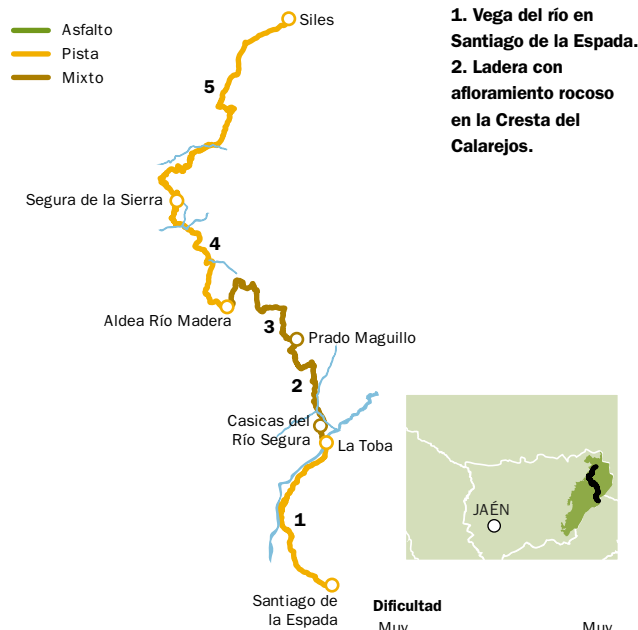 Asfalto
Pista
Mixto
Siles
5
Segura de la Sierra
4
Aldea Río Madera
3
Prado Maguillo
2
Casicas del
Río Segura
La Toba
1
Santiago de
la Espada
1. Vega del río en
Santiago de la Espada.
2. Ladera con
afloramiento rocoso
en la Cresta del
Calarejos.
JAÉN
Dificultad
Muy
Muy